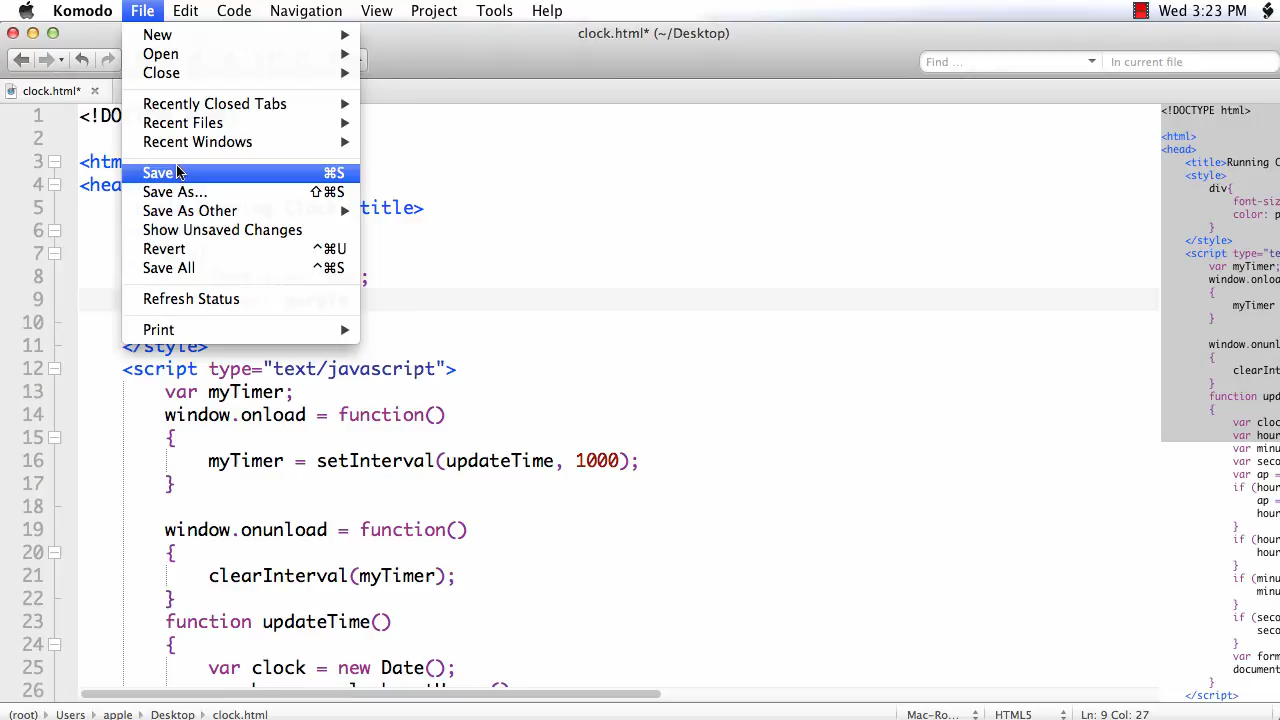 Komodo File Edit Code Navigation View Project Tools Help Wed 3:23 PM
clock.html* (~/Desktop)
Find ... In current file
clock.html*
New
Open
Close
Recently Closed Tabs
Recent Files
Recent Windows
Save ⌘S
Save As... ⇧⌘S
Save As Other
Show Unsaved Changes
Revert ^⌘U
Save All ^⌘S
Refresh Status
Print
1 <!DO
2
3 <htm
4 <hea
5 title>
6
7
8 ;
9
10
11 </style>
12 <script type="text/javascript">
13 var myTimer;
14 window.onload = function()
15 {
16 myTimer = setInterval(updateTime, 1000);
17 }
18
19 window.onunload = function()
20 {
21 clearInterval(myTimer);
22 }
23 function updateTime()
24 {
25 var clock = new Date();
26
<!DOCTYPE html>
<html>
<head>
<title>Running C
<style>
div{
font-siz
color: p
}
</style>
<script type="te
var myTimer;
window.onloa
{
myTimer
}
window.onunl
{
clearInt
}
function upd
{
var cloc
var hour
var minu
var seco
var ap =
if (hour
ap =
hour
}
if (hour
hour
}
if (minu
minu
}
if (seco
seco
}
var form
document
}
</script>
(root) Users apple Desktop clock.html Mac-Ro... HTML5 Ln: 9 Col: 27